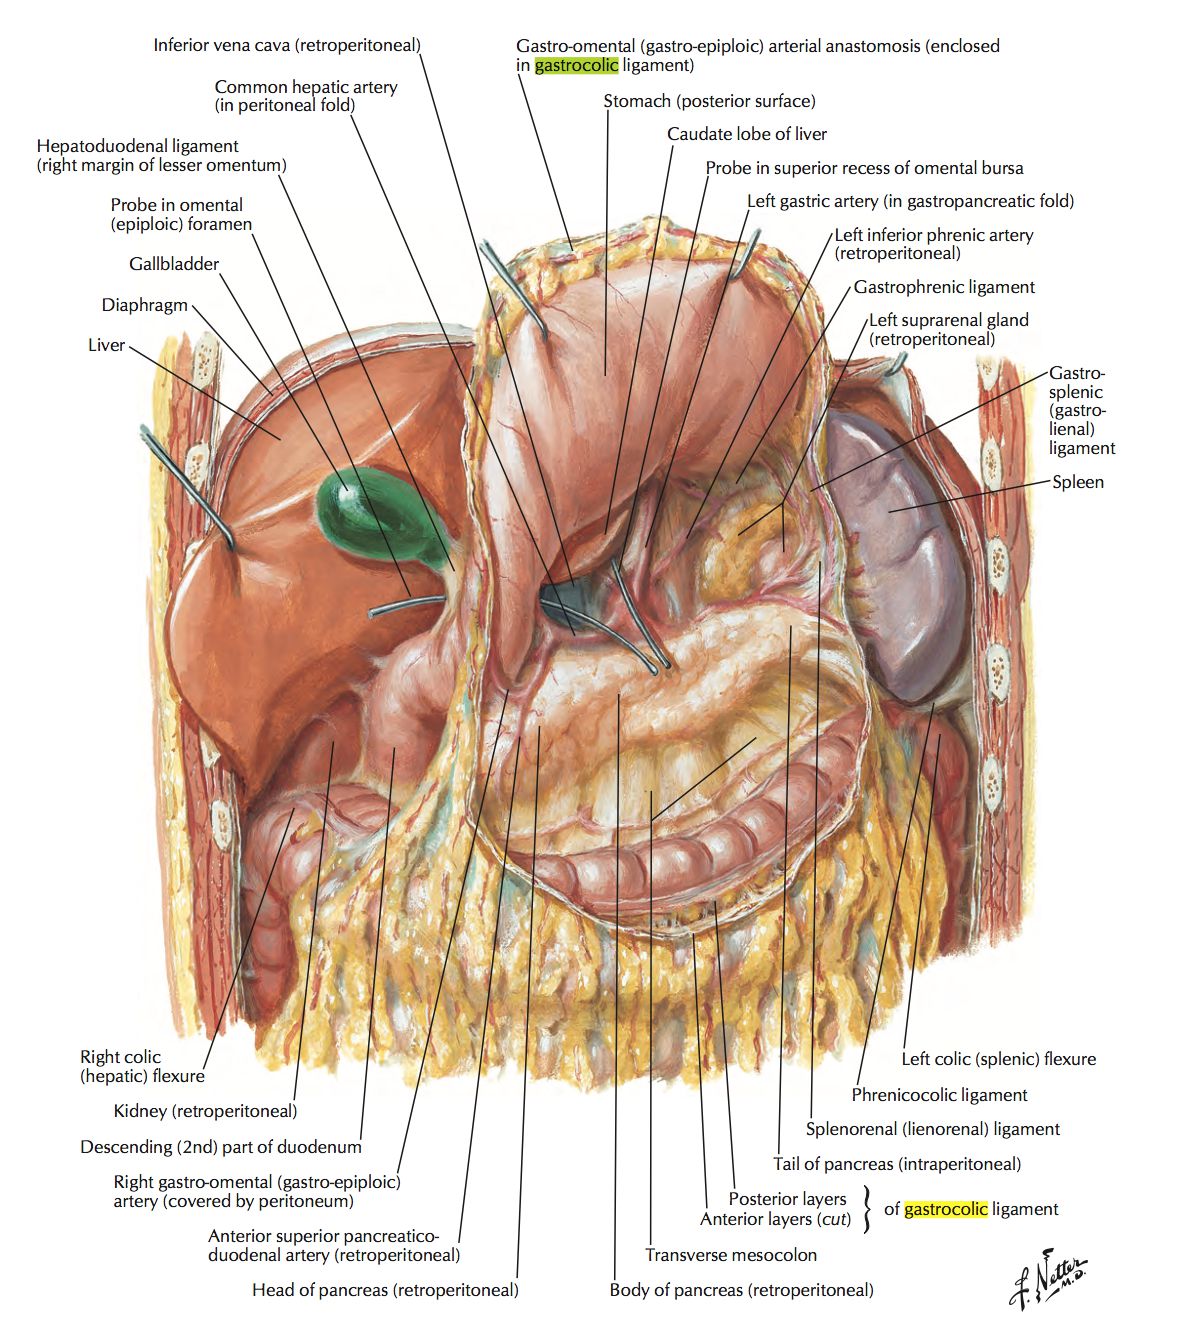 Inferior vena cava (retroperitoneal)
Gastro-omental (gastro-epiploic) arterial anastomosis (enclosed
in gastrocolic ligament)
Common hepatic artery
(in peritoneal fold)
Stomach (posterior surface)
Caudate lobe of liver
Hepatoduodenal ligament
(right margin of lesser omentum)
Probe in superior recess of omental bursa
Probe in omental
(epiploic) foramen
Left gastric artery (in gastropancreatic fold)
Left inferior phrenic artery
(retroperitoneal)
Gallbladder
Gastrophrenic ligament
Diaphragm
Left suprarenal gland
(retroperitoneal)
Liver
Gastro-
splenic
(gastro-
lienal)
ligament
Spleen
Right colic
(hepatic) flexure
Left colic (splenic) flexure
Phrenicocolic ligament
Kidney (retroperitoneal)
Splenorenal (lienorenal) ligament
Descending (2nd) part of duodenum
Tail of pancreas (intraperitoneal)
Right gastro-omental (gastro-epiploic)
artery (covered by peritoneum)
Posterior layers
Anterior layers (cut)
of gastrocolic ligament
Anterior superior pancreatico-
duodenal artery (retroperitoneal)
Transverse mesocolon
Head of pancreas (retroperitoneal)
Body of pancreas (retroperitoneal)
F. Netter
M.D.